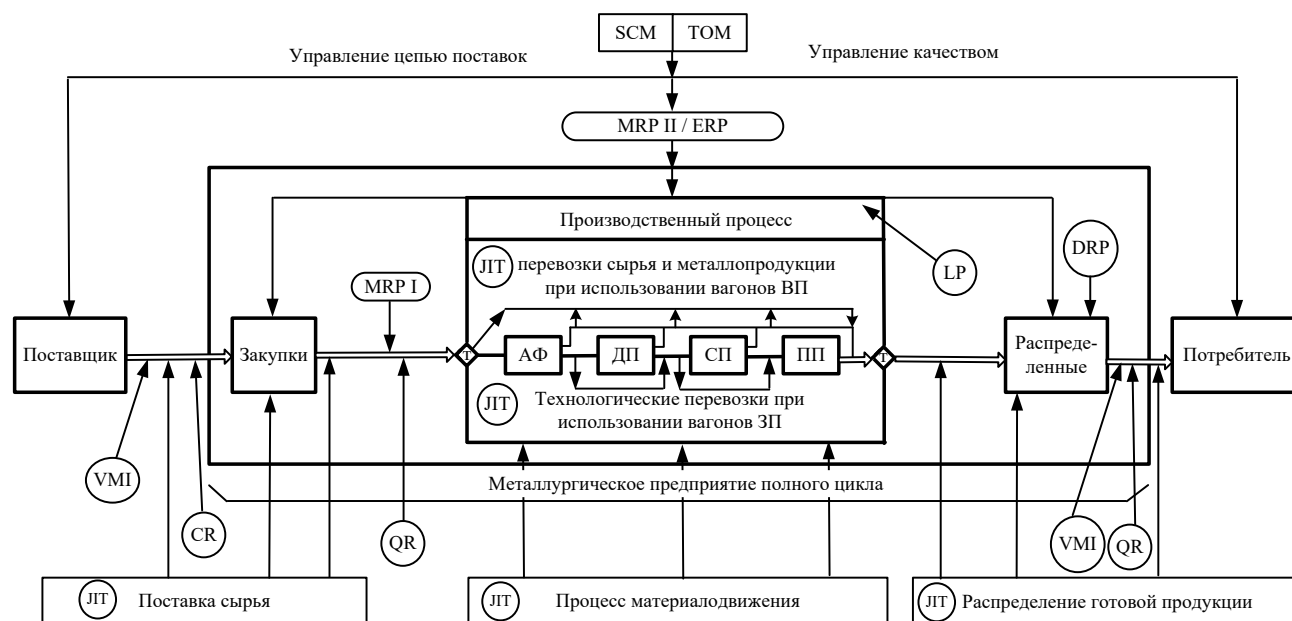 SCM TOM
Управление цепью поставок
Управление качеством
MRP II / ERP
Производственный процесс
JIT перевозки сырья и металлопродукции
при использовании вагонов ВП
LP
DRP
MRP I
Поставщик
Закупки
Т
АФ
ДП
СП
ПП
Т
Распреде-
ленные
Потребитель
JIT Технологические перевозки при
использовании вагонов ЗП
VMI
Металлургическое предприятие полного цикла
CR
QR
VMI
QR
JIT Поставка сырья
JIT Процесс материалодвижения
JIT Распределение готовой продукции